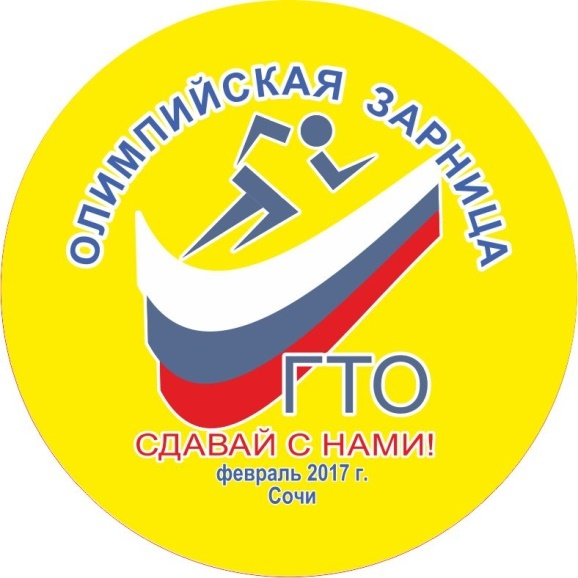 ОЛИМПИЙСКАЯ ЗАРНИЦА
ГТО
СДАВАЙ С НАМИ!
февраль 2017 г.
Сочи